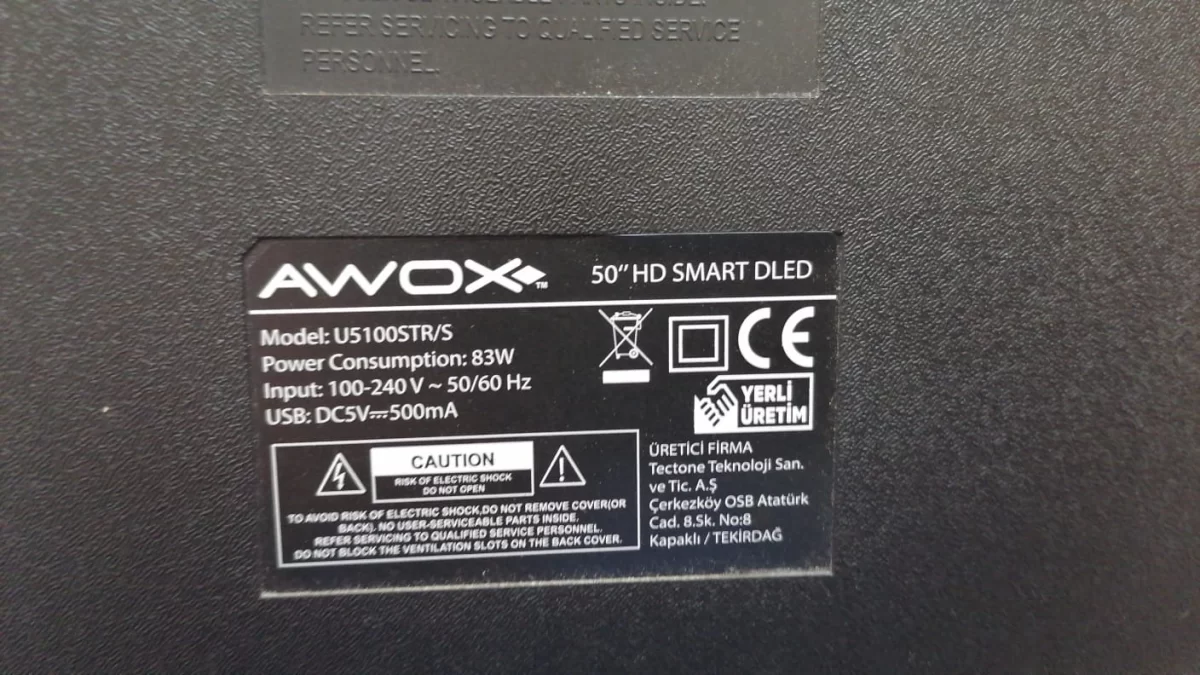 REFER SERVICING TO QUALIFIED SERVICE
PERSONNEL.
AWOX™
50" HD SMART DLED
Model: U5100STR/S
Power Consumption: 83W
Input: 100-240 V ~ 50/60 Hz
USB: DC5V⎓500mA
CE
YERLİ
ÜRETİM
CAUTION
RISK OF ELECTRIC SHOCK
DO NOT OPEN
TO AVOID RISK OF ELECTRIC SHOCK,DO NOT REMOVE COVER(OR
BACK). NO USER-SERVICEABLE PARTS INSIDE.
REFER SERVICING TO QUALIFIED SERVICE PERSONNEL.
DO NOT BLOCK THE VENTILATION SLOTS ON THE BACK COVER.
ÜRETİCİ FİRMA
Tectone Teknoloji San.
ve Tic. A.Ş
Çerkezköy OSB Atatürk
Cad. 8.Sk. No:8
Kapaklı / TEKİRDAĞ